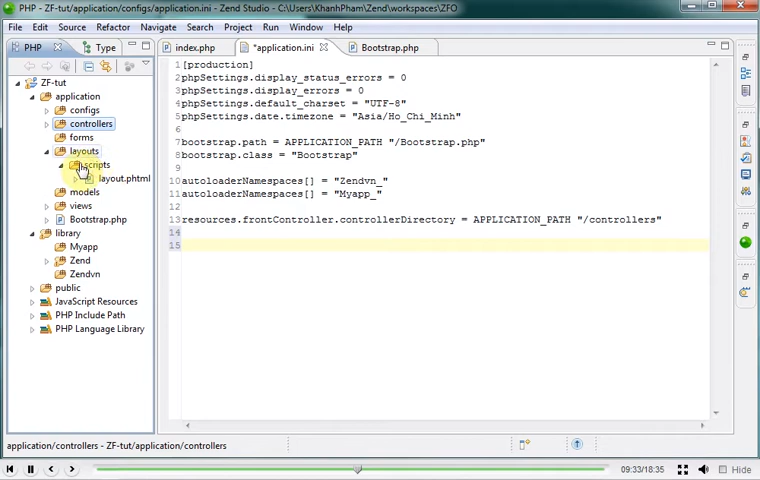 PHP - ZF-tut/application/configs/application.ini - Zend Studio - C:\Users\KhanhPham\Zend\workspaces\ZFO
File Edit Source Refactor Navigate Search Project Run Window Help
PHP Type
index.php *application.ini Bootstrap.php
ZF-tut
application
configs
controllers
forms
layouts
scripts
layout.phtml
models
views
Bootstrap.php
library
Myapp
Zend
Zendvn
public
JavaScript Resources
PHP Include Path
PHP Language Library
1 [production]
2 phpSettings.display_status_errors = 0
3 phpSettings.display_errors = 0
4 phpSettings.default_charset = "UTF-8"
5 phpSettings.date.timezone = "Asia/Ho_Chi_Minh"
6
7 bootstrap.path = APPLICATION_PATH "/Bootstrap.php"
8 bootstrap.class = "Bootstrap"
9
10 autoloaderNamespaces[] = "Zendvn_"
11 autoloaderNamespaces[] = "Myapp_"
12
13 resources.frontController.controllerDirectory = APPLICATION_PATH "/controllers"
14
15
application/controllers - ZF-tut/application/controllers
09:33/18:35 Hide